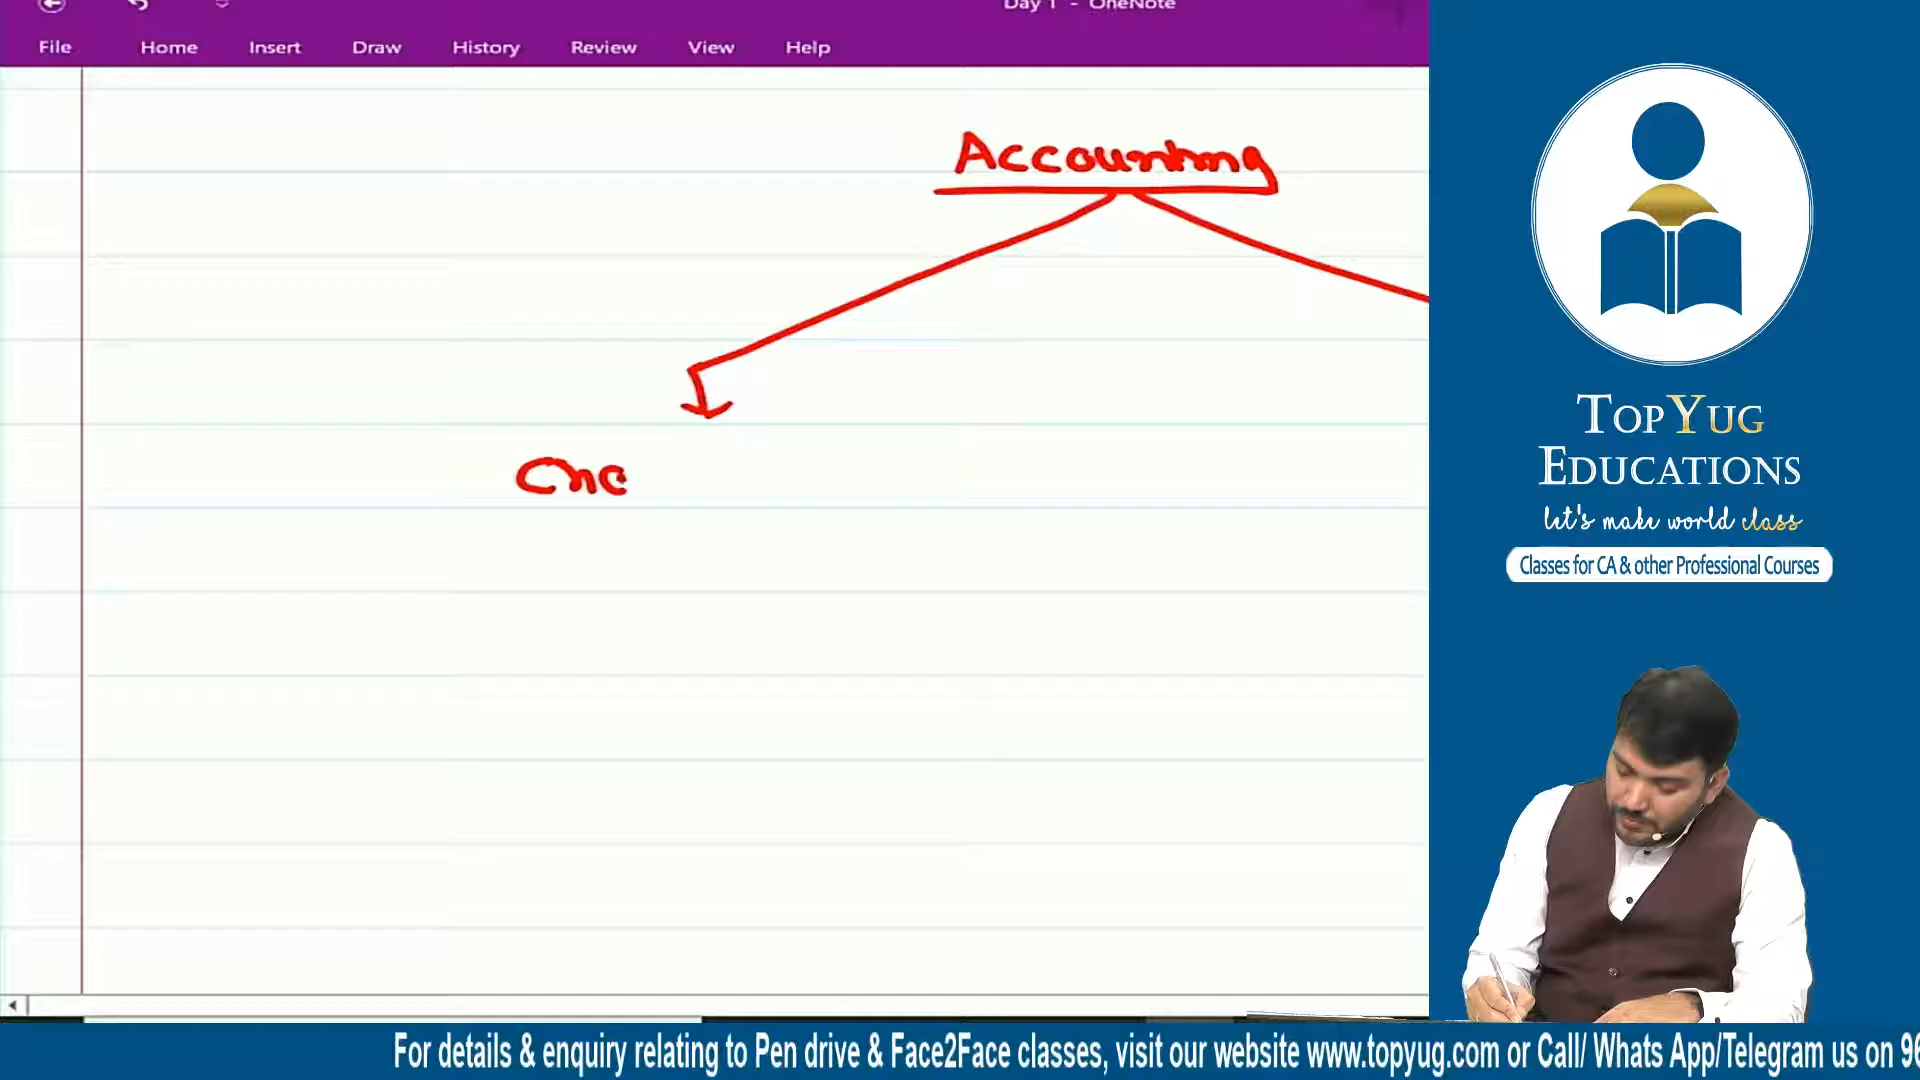 Day 1 - OneNote
File Home Insert Draw History Review View Help
Accounting
TOPYUG
EDUCATIONS
let's make world class
Classes for CA & other Professional Courses
For details & enquiry relating to Pen drive & Face2Face classes, visit our website www.topyug.com or Call/ Whats App/Telegram us on 96